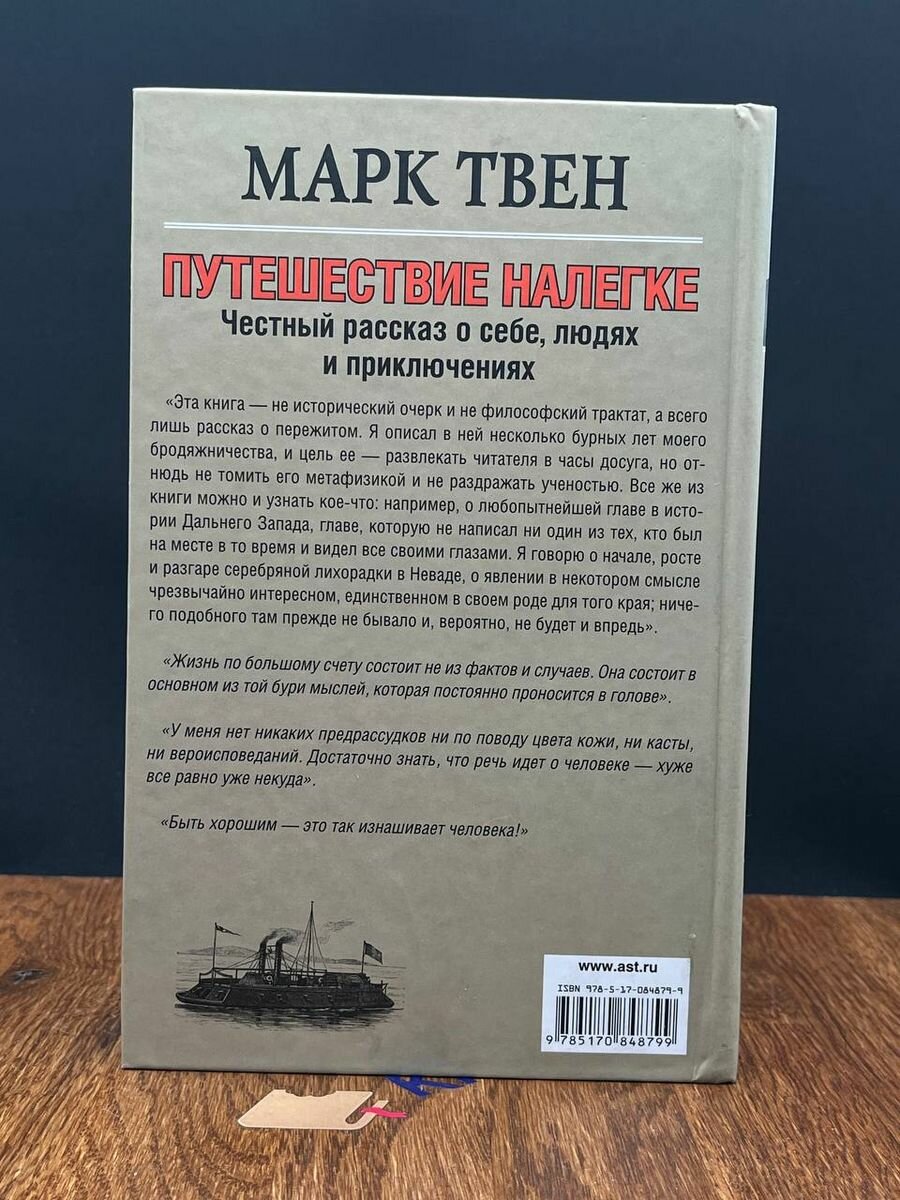 МАРК ТВЕН
ПУТЕШЕСТВИЕ НАЛЕГКЕ
Честный рассказ о себе, людях
и приключениях
«Эта книга — не исторический очерк и не философский трактат, а всего
лишь рассказ о пережитом. Я описал в ней несколько бурных лет моего
бродяжничества, и цель ее — развлекать читателя в часы досуга, но от-
нюдь не томить его метафизикой и не раздражать ученостью. Все же из
книги можно и узнать кое-что: например, о любопытнейшей главе в исто-
рии Дальнего Запада, главе, которую не написал ни один из тех, кто был
на месте в то время и видел все своими глазами. Я говорю о начале, росте
и разгаре серебряной лихорадки в Неваде, о явлении в некотором смысле
чрезвычайно интересном, единственном в своем роде для того края; ниче-
го подобного там прежде не бывало и, вероятно, не будет и впредь».
«Жизнь по большому счету состоит не из фактов и случаев. Она состоит в
основном из той бури мыслей, которая постоянно проносится в голове».
«У меня нет никаких предрассудков ни по поводу цвета кожи, ни касты,
ни вероисповеданий. Достаточно знать, что речь идет о человеке — хуже
все равно уже некуда».
«Быть хорошим — это так изнашивает человека!»
www.ast.ru
ISBN 978-5-17-084879-9
9 785170 848799